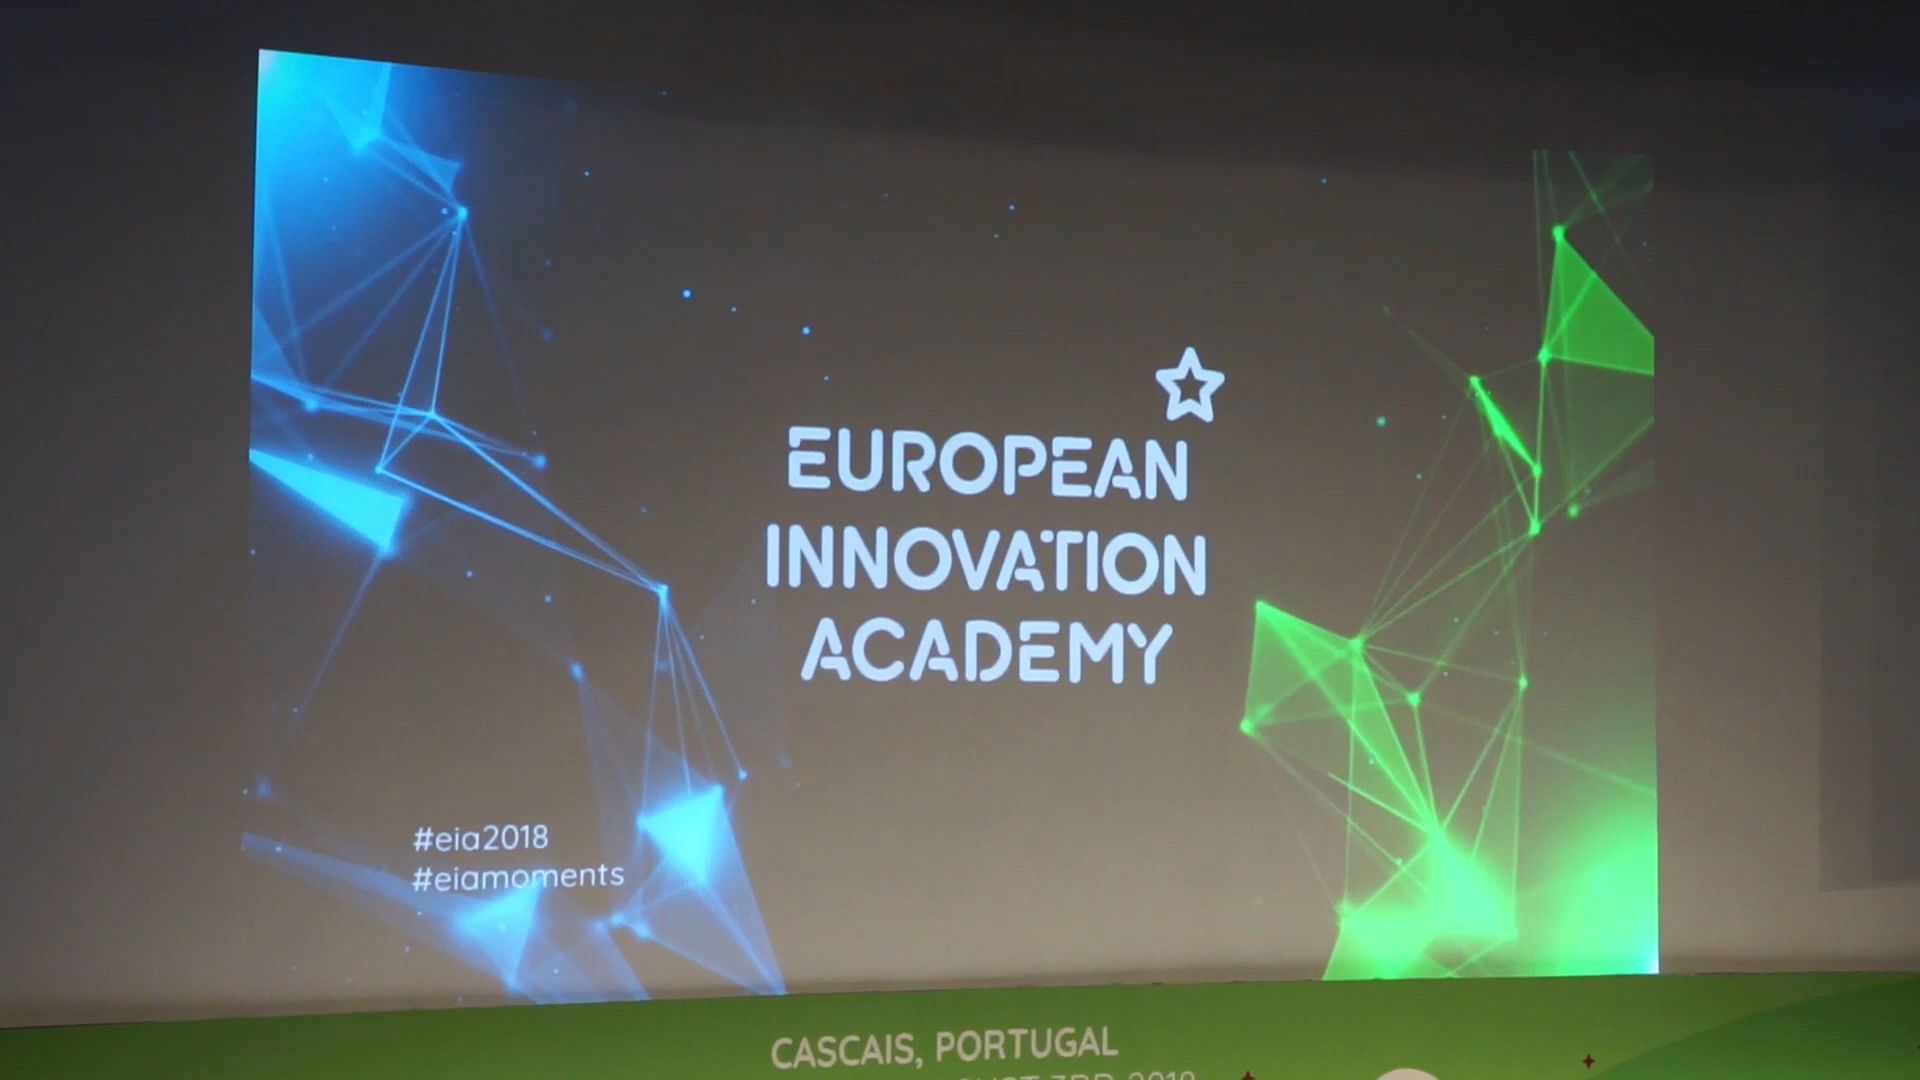 EUROPEAN
INNOVATION
ACADEMY
#eia2018
#eiamoments
CASCAIS, PORTUGAL